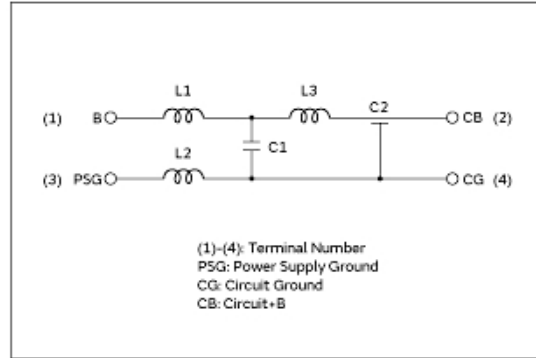 L1
L3
C2
(1) B
CB (2)
C1
L2
(3) PSG
CG (4)
(1)-(4): Terminal Number
PSG: Power Supply Ground
CG: Circuit Ground
CB: Circuit+B